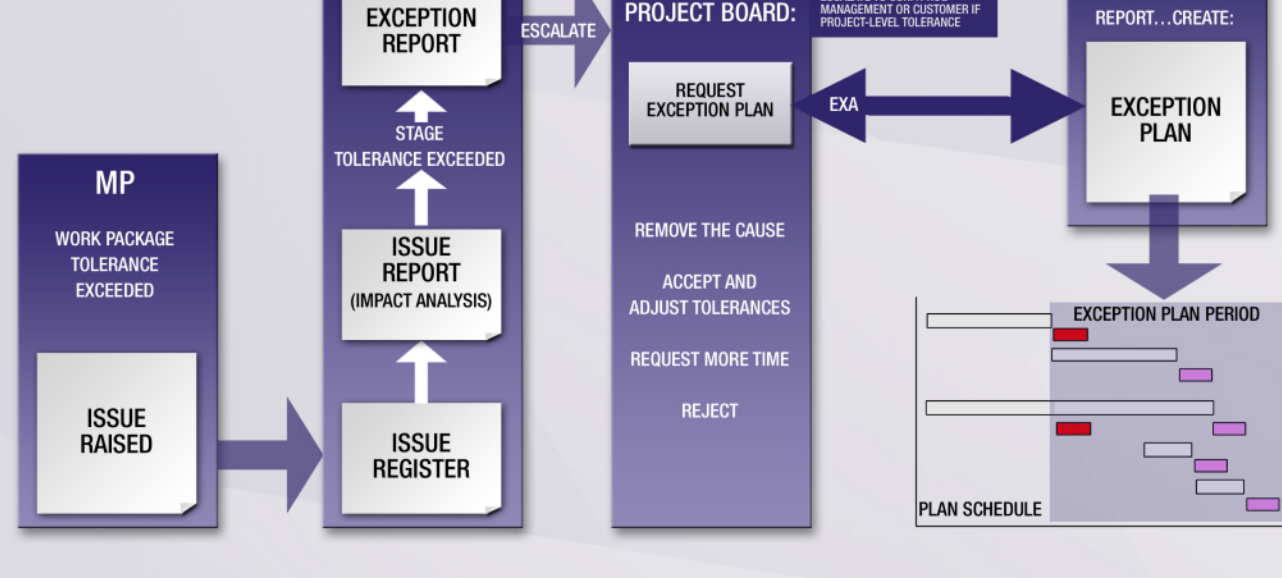 MP
WORK PACKAGE
TOLERANCE
EXCEEDED
ISSUE
RAISED
EXCEPTION
REPORT
STAGE
TOLERANCE EXCEEDED
ISSUE
REPORT
(IMPACT ANALYSIS)
ISSUE
REGISTER
ESCALATE
PROJECT BOARD:
MANAGEMENT OR CUSTOMER IF
PROJECT-LEVEL TOLERANCE
REQUEST
EXCEPTION PLAN
REMOVE THE CAUSE
ACCEPT AND
ADJUST TOLERANCES
REQUEST MORE TIME
REJECT
EXA
REPORT...CREATE:
EXCEPTION
PLAN
EXCEPTION PLAN PERIOD
PLAN SCHEDULE